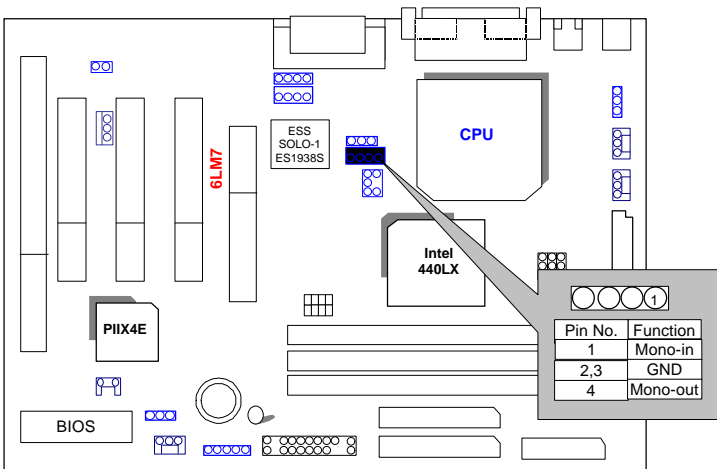 ESS
SOLO-1
ES1938S
CPU
6LM7
Intel
440LX
PIIX4E
BIOS
1
Pin No. Function
1 Mono-in
2,3 GND
4 Mono-out